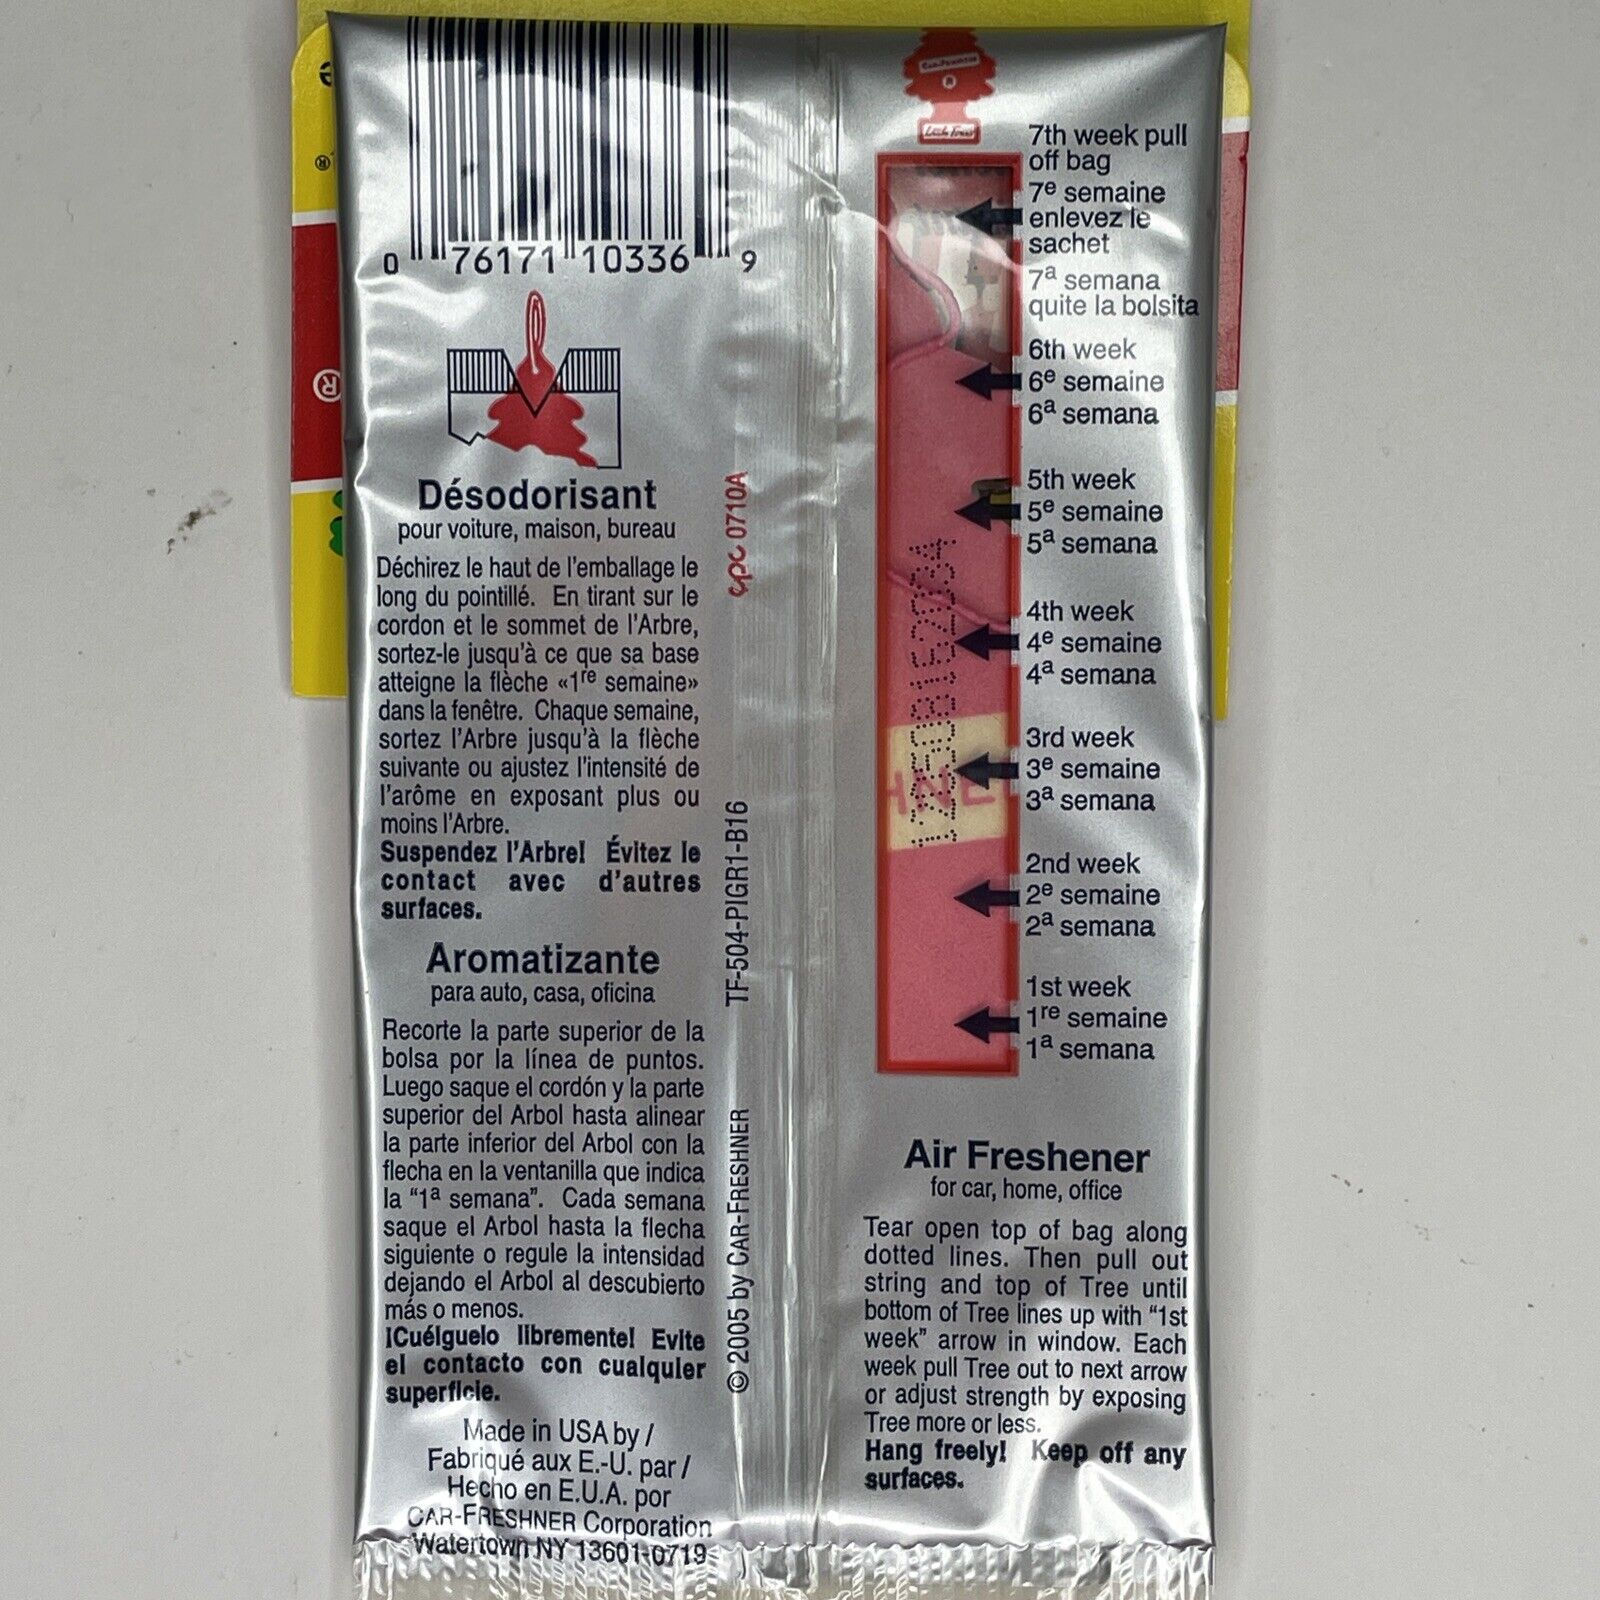 0 76171 10336 9
Désodorisant
pour voiture, maison, bureau
Déchirez le haut de l'emballage le
long du pointillé. En tirant sur le
cordon et le sommet de l'Arbre,
sortez-le jusqu'à ce que sa base
atteigne la flèche «1re semaine»
dans la fenêtre. Chaque semaine,
sortez l'Arbre jusqu'à la flèche
suivante ou ajustez l'intensité de
l'arôme en exposant plus ou
moins l'Arbre.
Suspendez l'Arbre! Évitez le
contact avec d'autres
surfaces.
Aromatizante
para auto, casa, oficina
Recorte la parte superior de la
bolsa por la línea de puntos.
Luego saque el cordón y la parte
superior del Arbol hasta alinear
la parte inferior del Arbol con la
flecha en la ventanilla que indica
la "1a semana". Cada semana
saque el Arbol hasta la flecha
siguiente o regule la intensidad
dejando el Arbol al descubierto
más o menos.
¡Cuélguelo libremente! Evite
el contacto con cualquier
superficie.
Made in USA by /
Fabriqué aux E.-U. par /
Hecho en E.U.A. por
CAR-FRESHNER Corporation
Watertown NY 13601-0719
epc 0710A
TF-504-PIGR1-B16
© 2005 by CAR-FRESHNER
CAR-FRESHNER
®
Little Trees
7th week pull
off bag
7e semaine
enlevez le
sachet
7a semana
quite la bolsita
6th week
6e semaine
6a semana
5th week
5e semaine
5a semana
4th week
4e semaine
4a semana
3rd week
3e semaine
3a semana
2nd week
2e semaine
2a semana
1st week
1re semaine
1a semana
HNE
Air Freshener
for car, home, office
Tear open top of bag along
dotted lines. Then pull out
string and top of Tree until
bottom of Tree lines up with "1st
week" arrow in window. Each
week pull Tree out to next arrow
or adjust strength by exposing
Tree more or less.
Hang freely! Keep off any
surfaces.
®
®